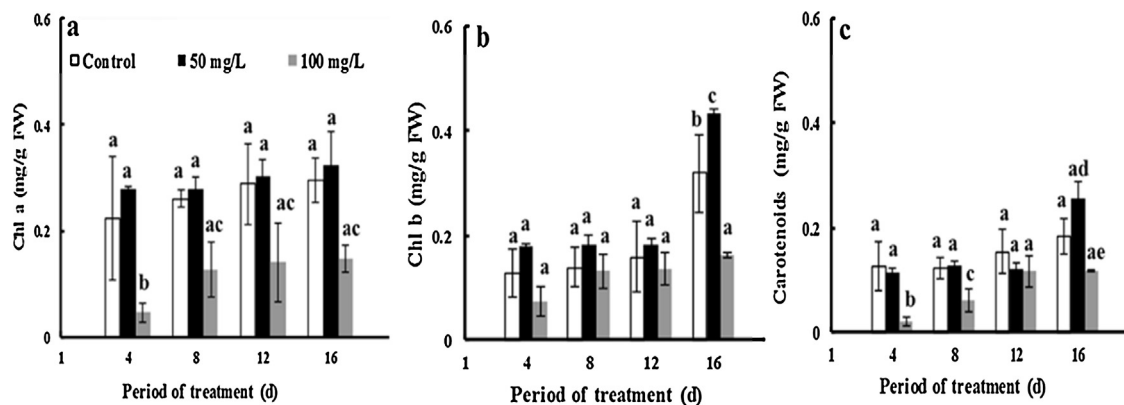 a
Control 50 mg/L 100 mg/L
Chl a (mg/g FW)
0.6
0.4
0.2
0
a a b
a a ac
a a ac
a a ac
1 4 8 12 16
Period of treatment (d)
b
Chl b (mg/g FW)
0.6
0.4
0.2
0
a a a
a a a
a a a
b c a
1 4 8 12 16
Period of treatment (d)
c
Carotenoids (mg/g FW)
0.6
0.4
0.2
0
a a b
a a c
a a a
a ad ae
1 4 8 12 16
Period of treatment (d)